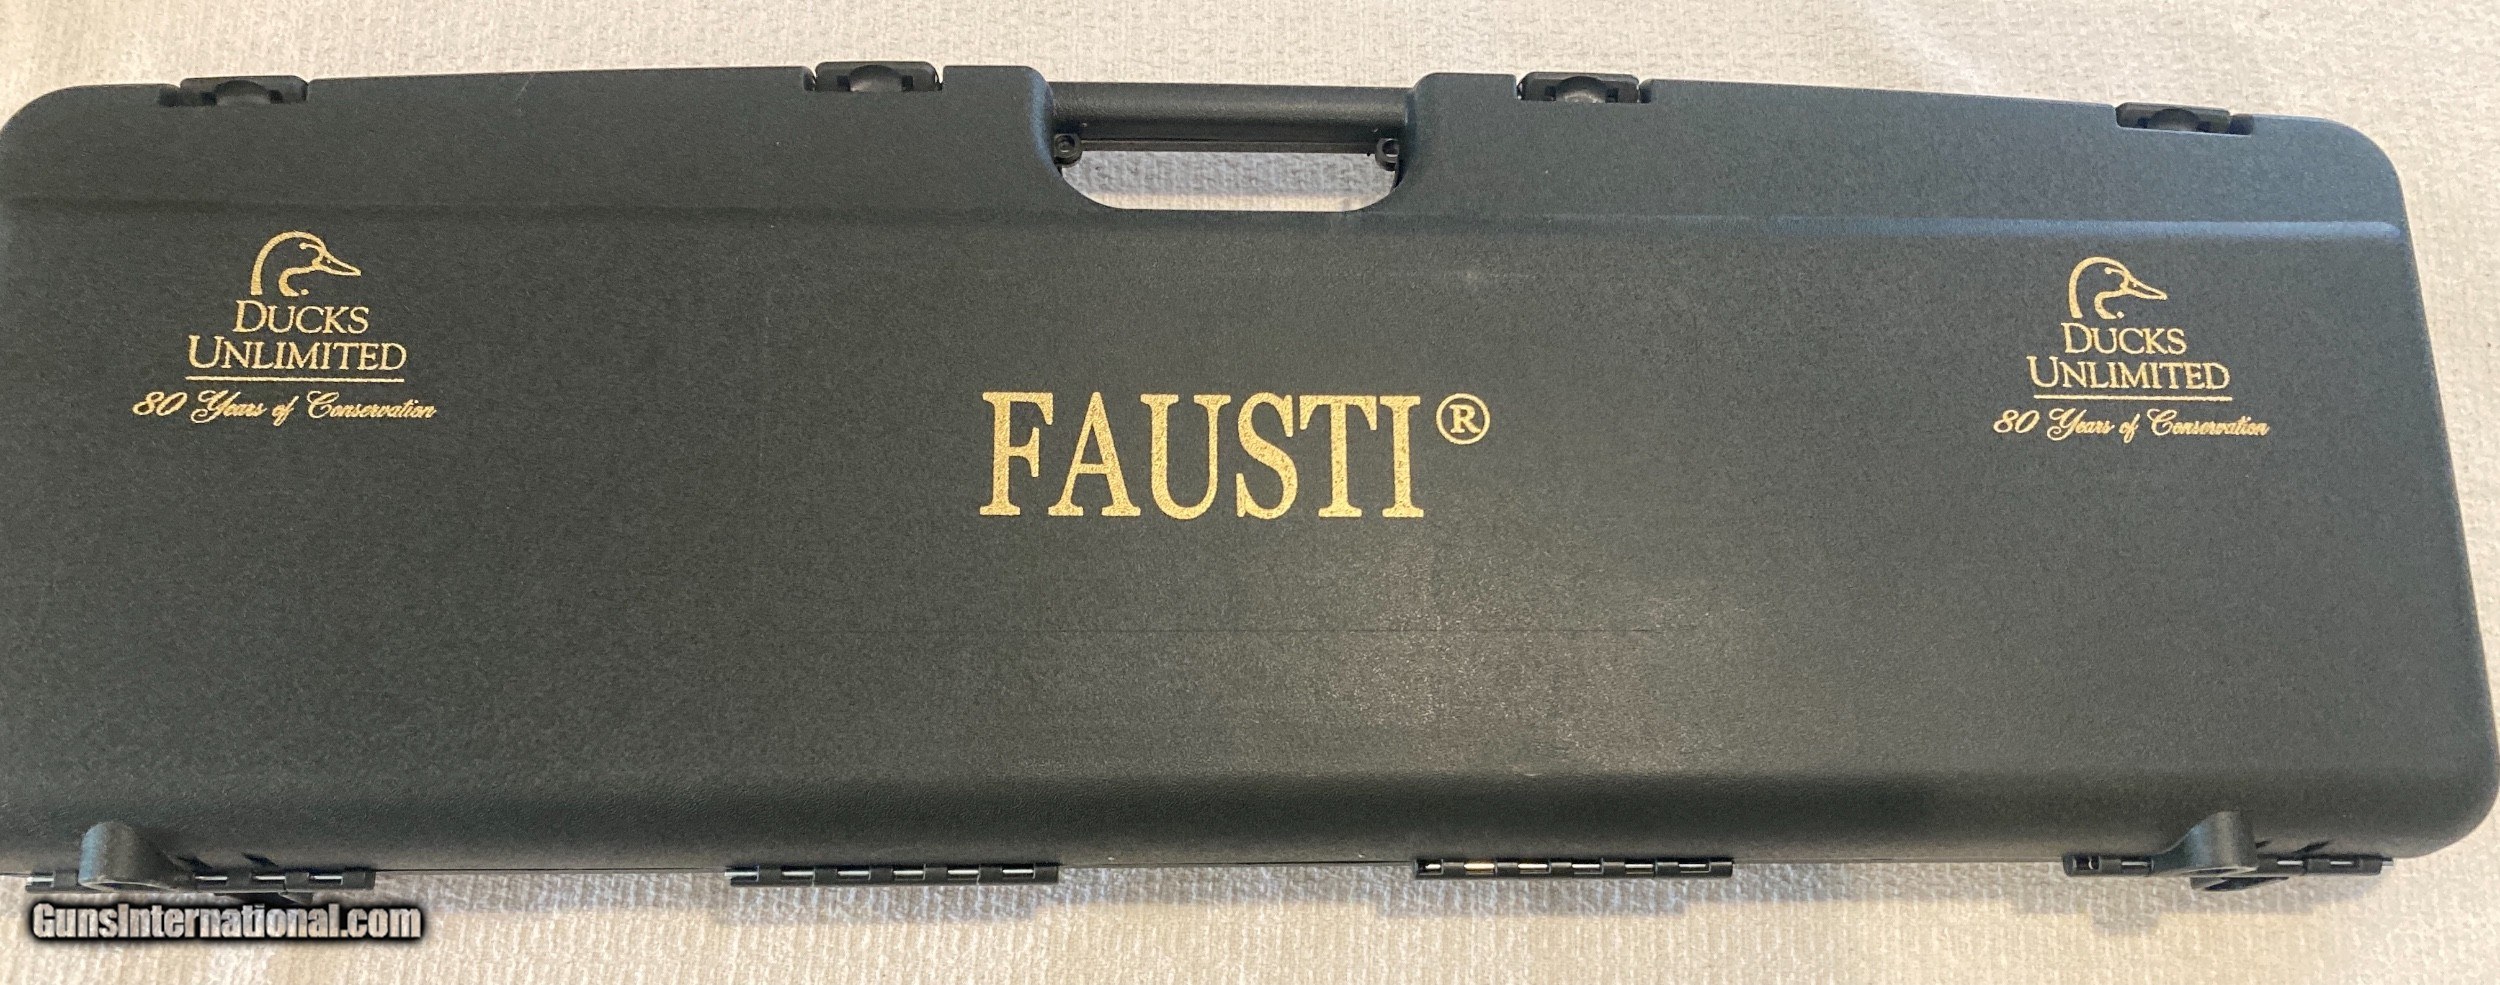 DUCKS
UNLIMITED
80 Years of Conservation
FAUSTI®
DUCKS
UNLIMITED
80 Years of Conservation
GunsInternational.com